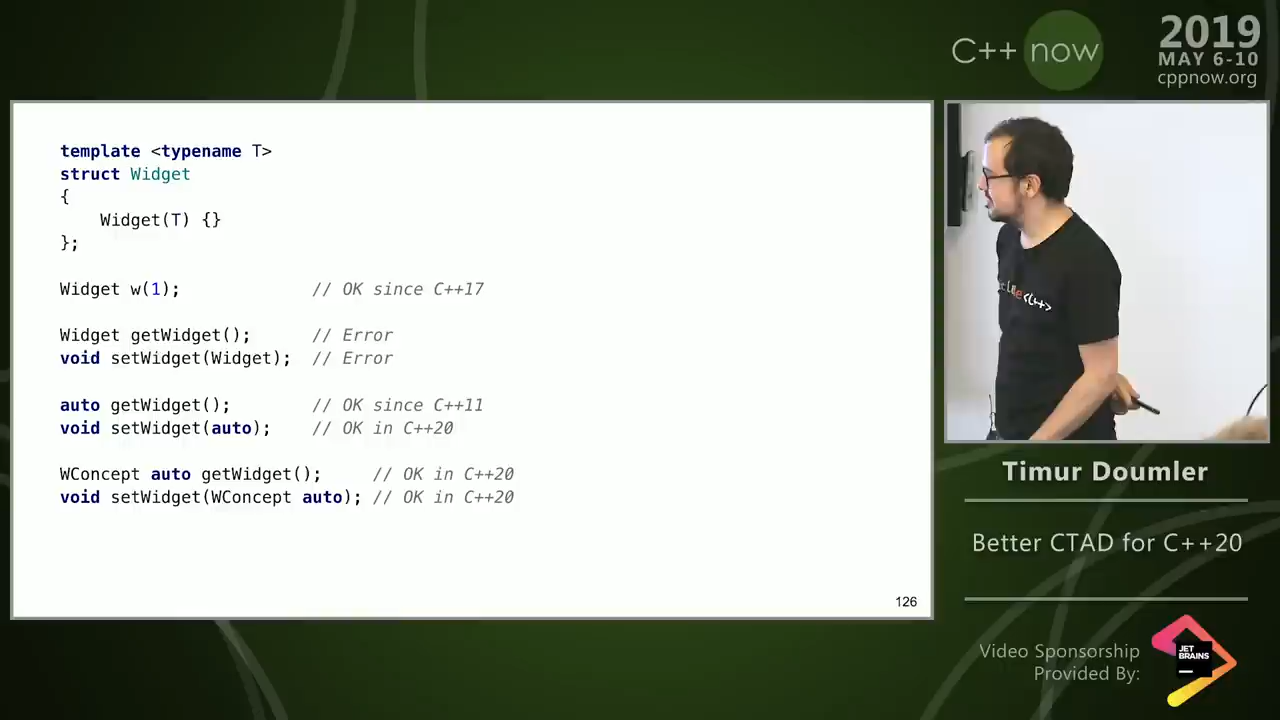 C++ now
2019
MAY 6-10
cppnow.org
template <typename T>
struct Widget
{
    Widget(T) {}
};
Widget w(1); // OK since C++17
Widget getWidget(); // Error
void setWidget(Widget); // Error
auto getWidget(); // OK since C++11
void setWidget(auto); // OK in C++20
WConcept auto getWidget(); // OK in C++20
void setWidget(WConcept auto); // OK in C++20
126
Timur Doumler
Better CTAD for C++20
Video Sponsorship
Provided By:
JET
BRAINS